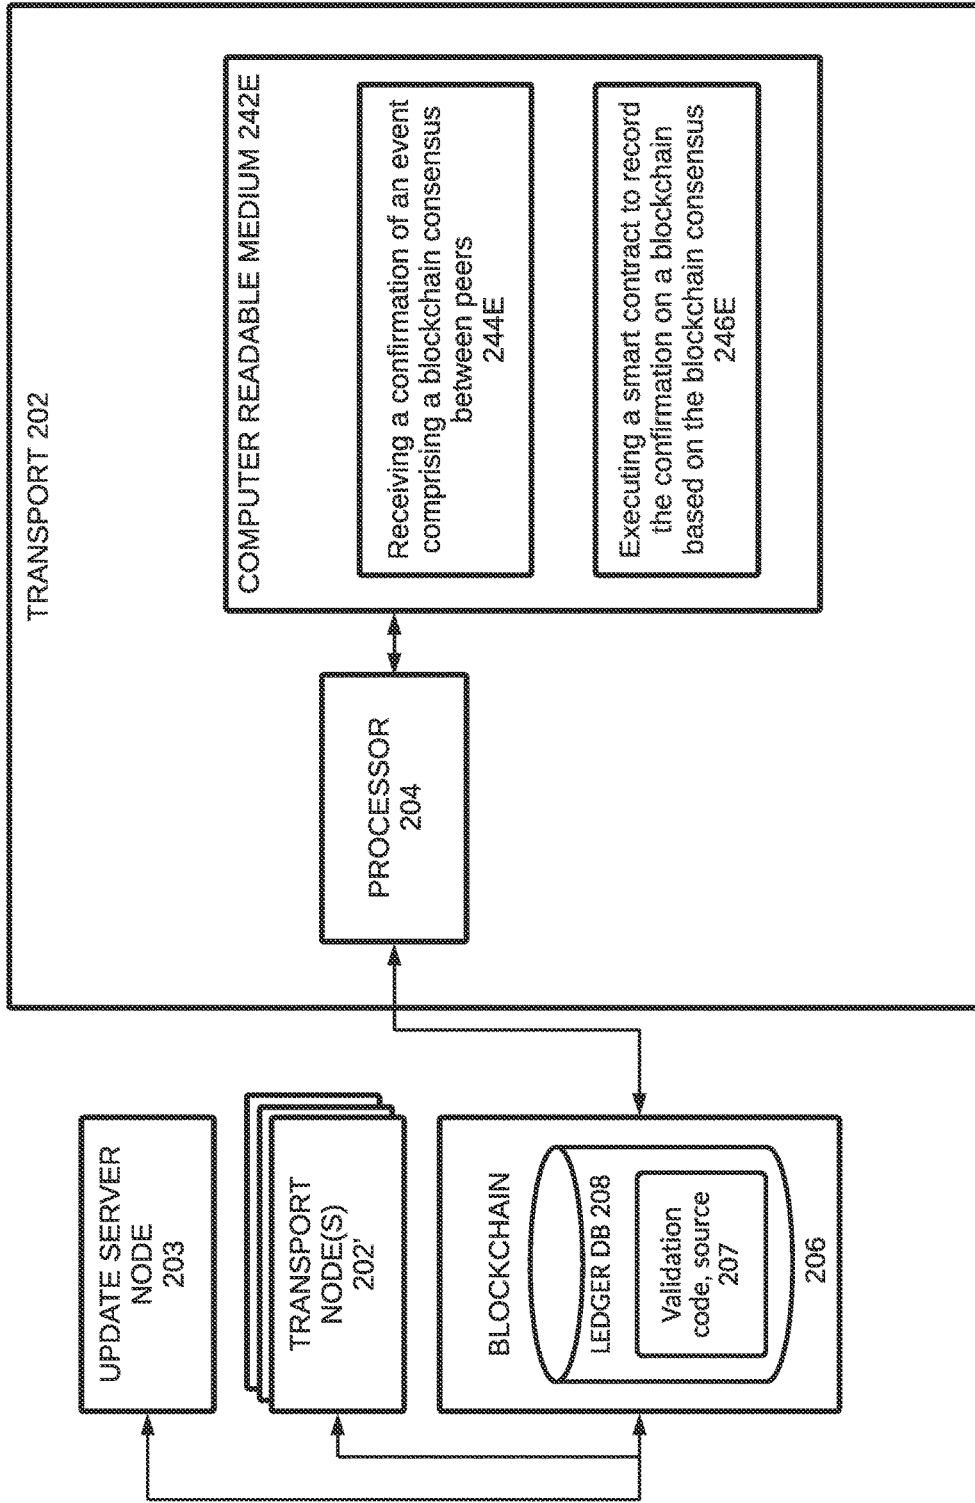 UPDATE SERVER
NODE
203
TRANSPORT
NODE(S)
202'
BLOCKCHAIN
LEDGER DB 208
Validation
code, source
207
206
TRANSPORT 202
PROCESSOR
204
COMPUTER READABLE MEDIUM 242E
Receiving a confirmation of an event
comprising a blockchain consensus
between peers
244E
Executing a smart contract to record
the confirmation on a blockchain
based on the blockchain consensus
246E